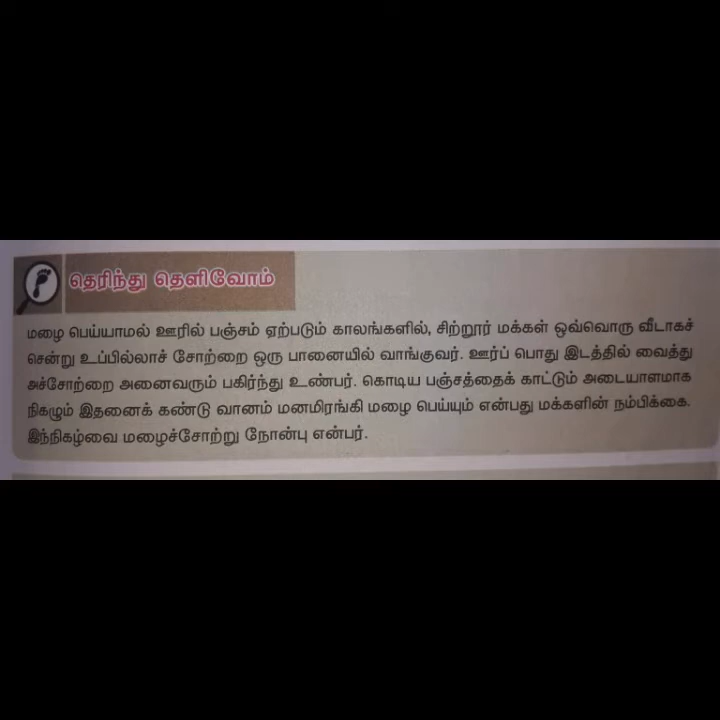 தெரிந்து தெளிவோம்
மழை பெய்யாமல் ஊரில் பஞ்சம் ஏற்படும் காலங்களில், சிற்றூர் மக்கள் ஒவ்வொரு வீடாகச்
சென்று உப்பில்லாச் சோற்றை ஒரு பானையில் வாங்குவர். ஊர்ப் பொது இடத்தில் வைத்து
அச்சோற்றை அனைவரும் பகிர்ந்து உண்பர். கொடிய பஞ்சத்தைக் காட்டும் அடையாளமாக
நிகழும் இதனைக் கண்டு வானம் மனமிரங்கி மழை பெய்யும் என்பது மக்களின் நம்பிக்கை.
இந்நிகழ்வை மழைச்சோற்று நோன்பு என்பர்.